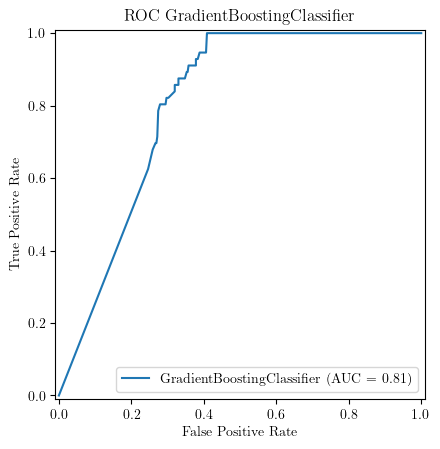 ROC GradientBoostingClassifier
1.0
0.8
0.6
0.4
0.2
0.0
True Positive Rate
GradientBoostingClassifier (AUC = 0.81)
0.0 0.2 0.4 0.6 0.8 1.0
False Positive Rate